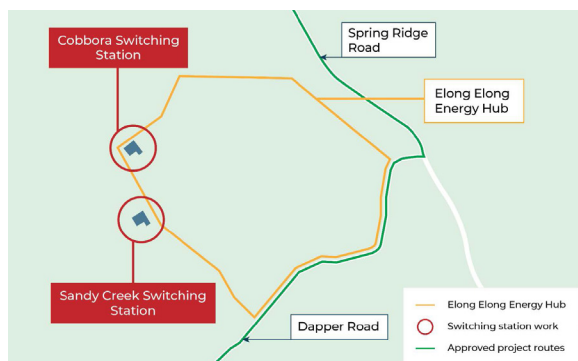 Cobbora Switching
Station
Spring Ridge
Road
Elong Elong
Energy Hub
Sandy Creek Switching
Station
Dapper Road
Elong Elong Energy Hub
Switching station work
Approved project routes